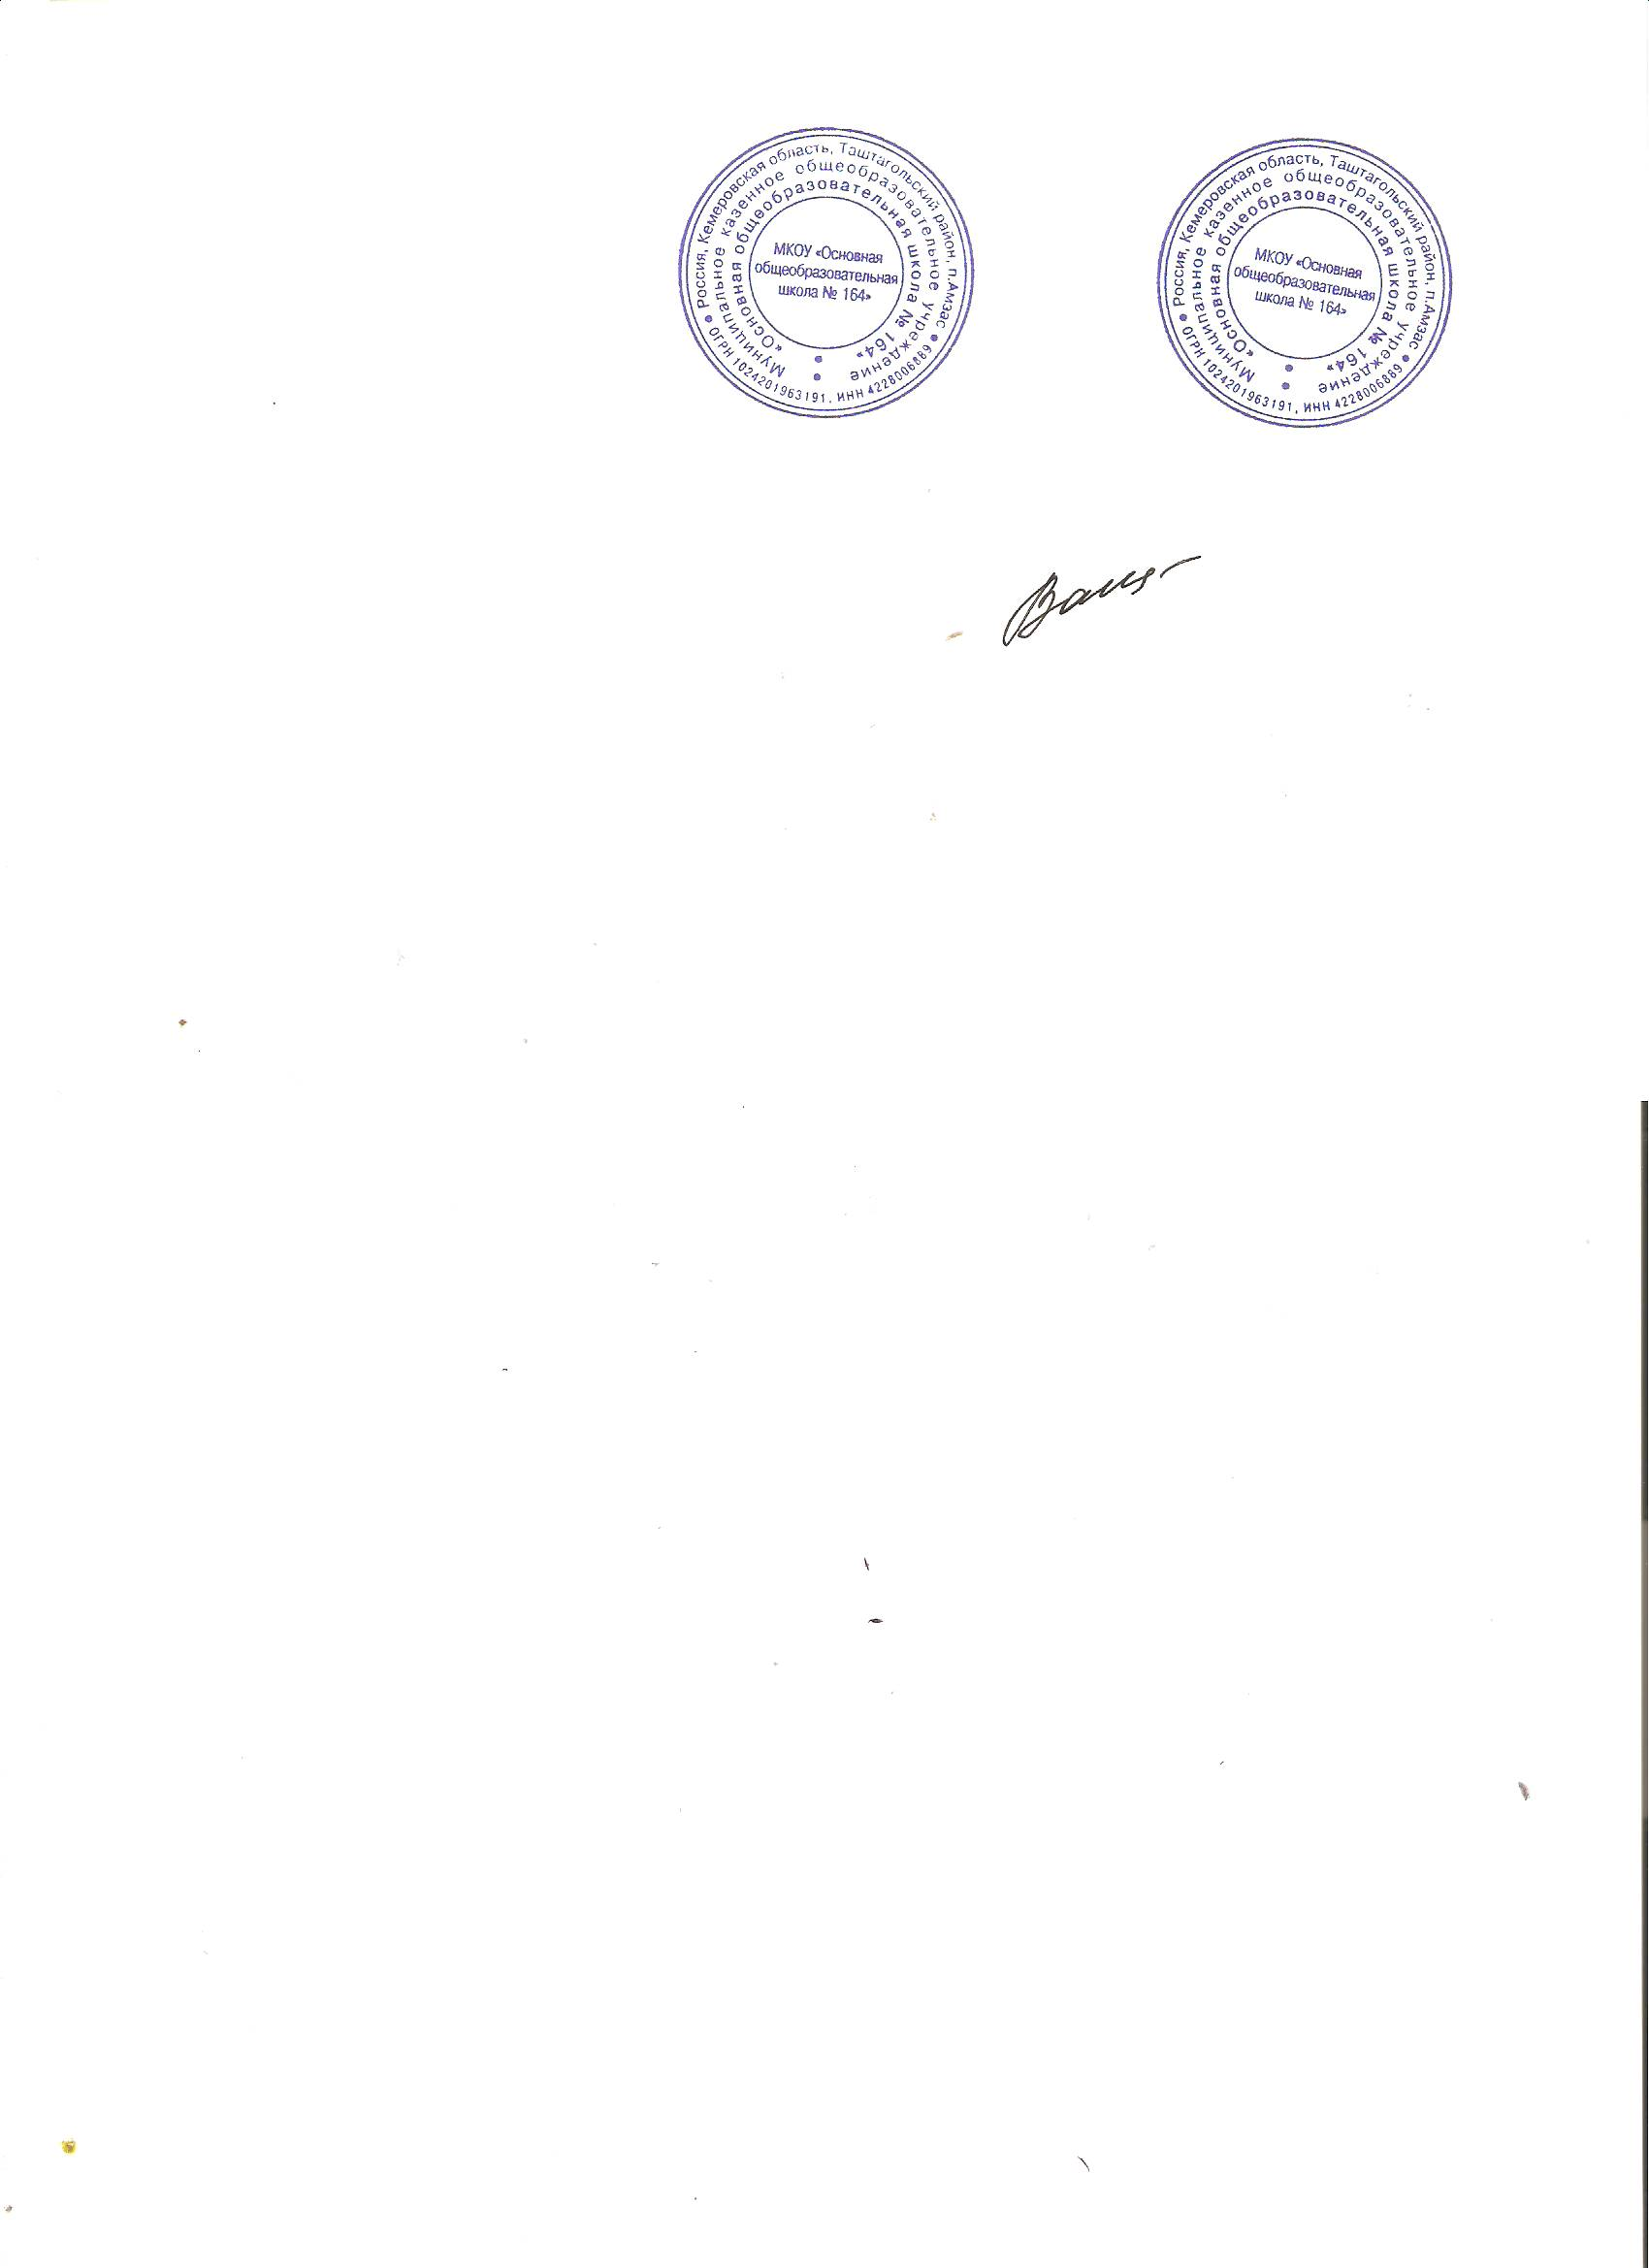 Россия, Кемеровская область, Таштагольский район, п.Амзас
ОГРН 1024201963191, ИНН 4228006889
Муниципальное казенное общеобразовательное учреждение
«Основная общеобразовательная школа № 164»
МКОУ «Основная
общеобразовательная
школа № 164»
Россия, Кемеровская область, Таштагольский район, п.Амзас
ОГРН 1024201963191, ИНН 4228006889
Муниципальное казенное общеобразовательное учреждение
«Основная общеобразовательная школа № 164»
МКОУ «Основная
общеобразовательная
школа № 164»